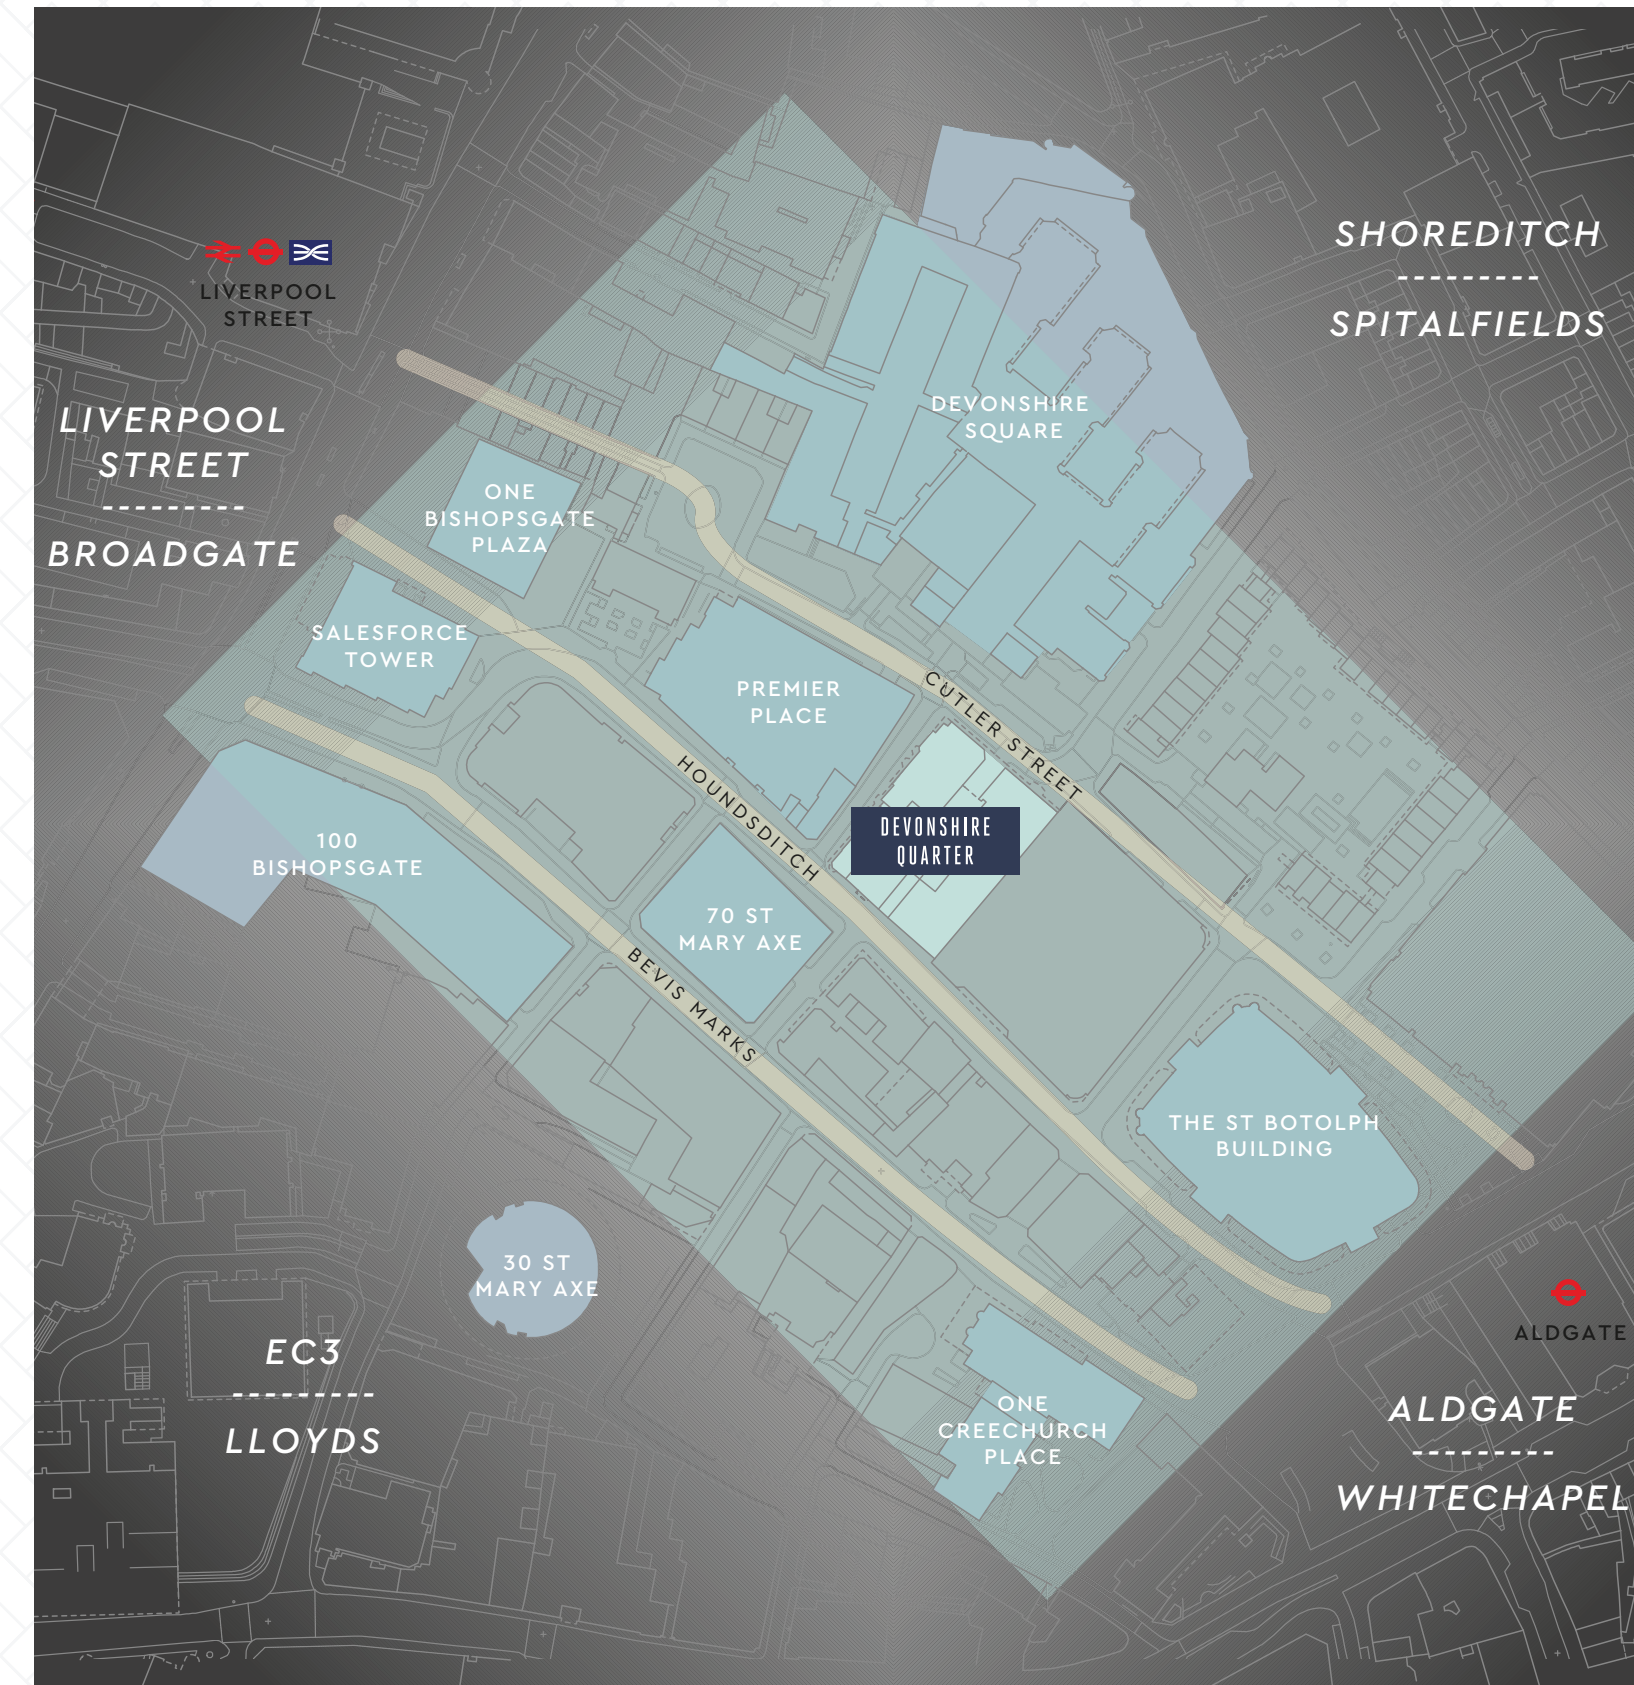 SHOREDITCH
SPITALFIELDS
LIVERPOOL
STREET
LIVERPOOL
STREET
BROADGATE
DEVONSHIRE
SQUARE
ONE
BISHOPSGATE
PLAZA
SALESFORCE
TOWER
PREMIER
PLACE
CUTLER STREET
HOUNDSDITCH
DEVONSHIRE
QUARTER
100
BISHOPSGATE
70 ST
MARY AXE
BEVIS MARKS
THE ST BOTOLPH
BUILDING
30 ST
MARY AXE
ALDGATE
EC3
LLOYDS
ONE
CREECHURCH
PLACE
ALDGATE
WHITECHAPEL